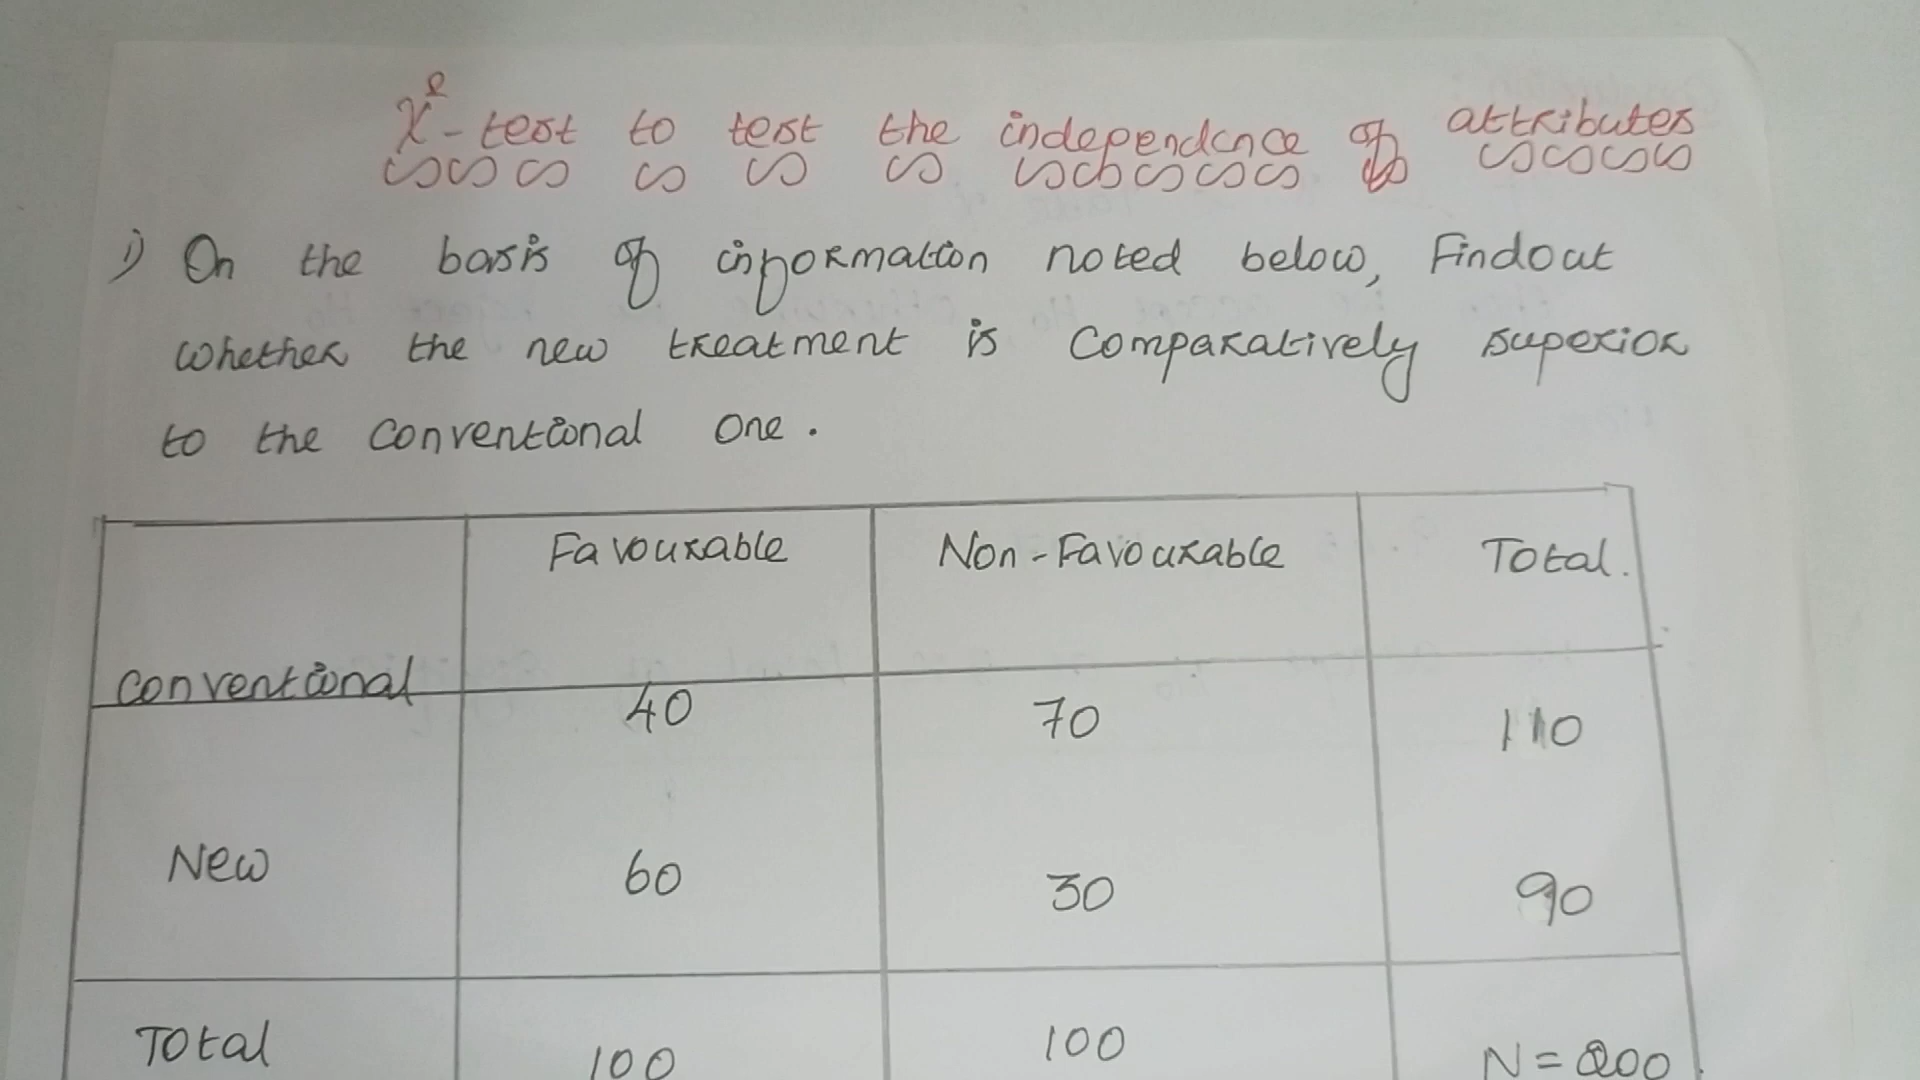 χ²-test to test the independence of attributes
1) On the basis of information noted below, Findout
whether the new treatment is comparatively superior
to the conventional one.
Favourable Non-Favourable Total.
conventional 40 70 110
New 60 30 90
Total 100 100 N = 200